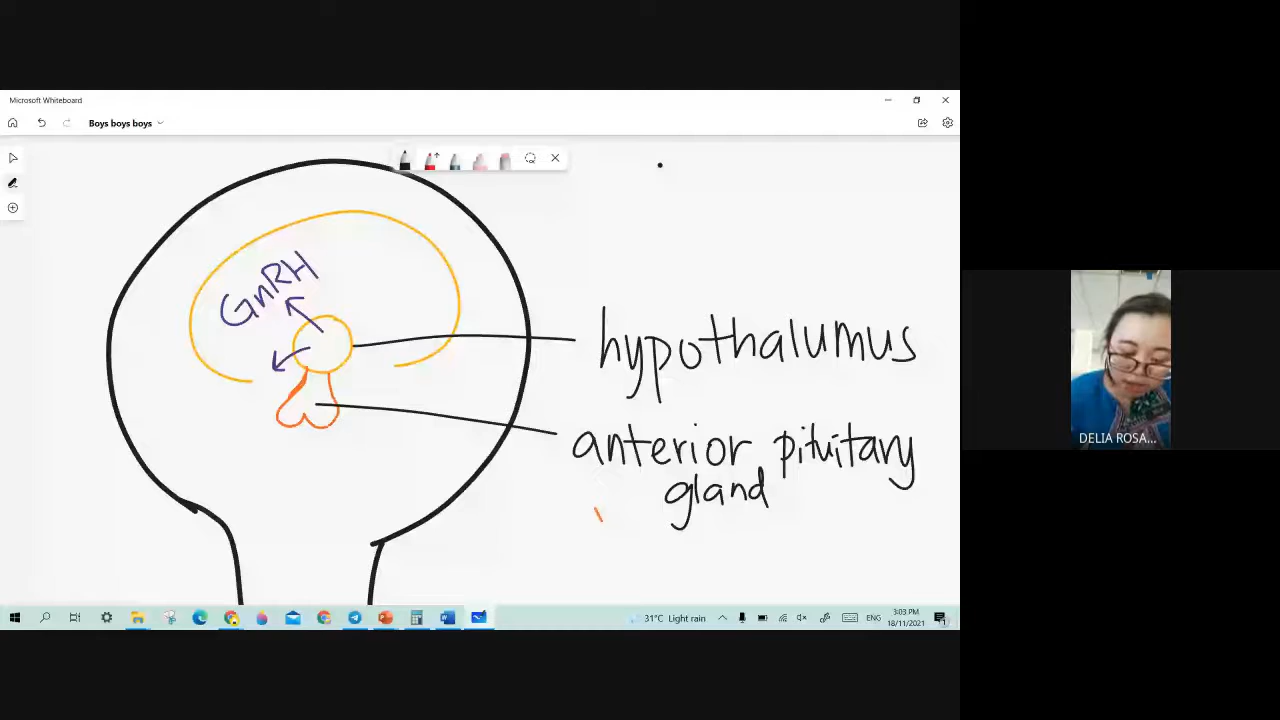 Microsoft Whiteboard
Boys boys boys
GnRH
hypothalumus
anterior pituitary
gland
DELIA ROSA...
31°C Light rain
ENG
3:03 PM
18/11/2021